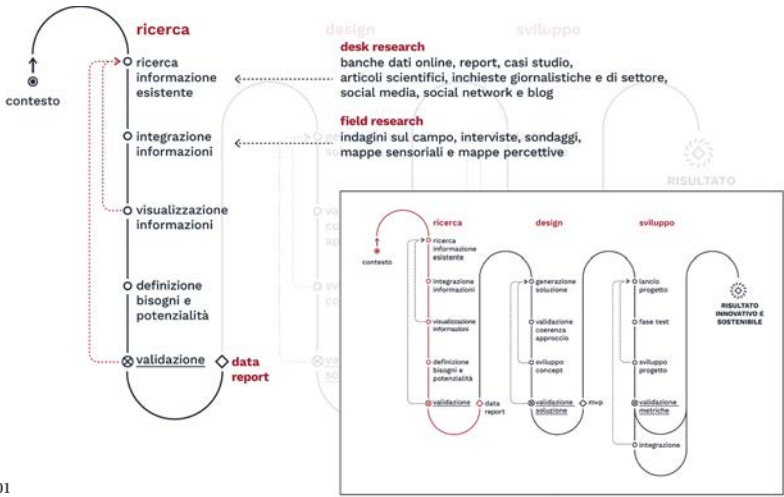 ricerca
design
sviluppo
contesto
ricerca
informazione
esistente
desk research
banche dati online, report, casi studio,
articoli scientifici, inchieste giornalistiche e di settore,
social media, social network e blog
integrazione
informazioni
field research
indagini sul campo, interviste, sondaggi,
mappe sensoriali e mappe percettive
visualizzazione
informazioni
definizione
bisogni e
potenzialità
validazione
data
report
RISULTATO
ricerca
design
sviluppo
contesto
ricerca
informazione
esistente
integrazione
informazioni
visualizzazione
informazioni
definizione
bisogni e
potenzialità
validazione
data
report
generazione
soluzione
validazione
coerenza
approccio
sviluppo
concept
validazione
soluzione
mvp
lancio
progetto
fase test
sviluppo
progetto
validazione
metriche
integrazione
RISULTATO
INNOVATIVO E
SOSTENIBILE
01